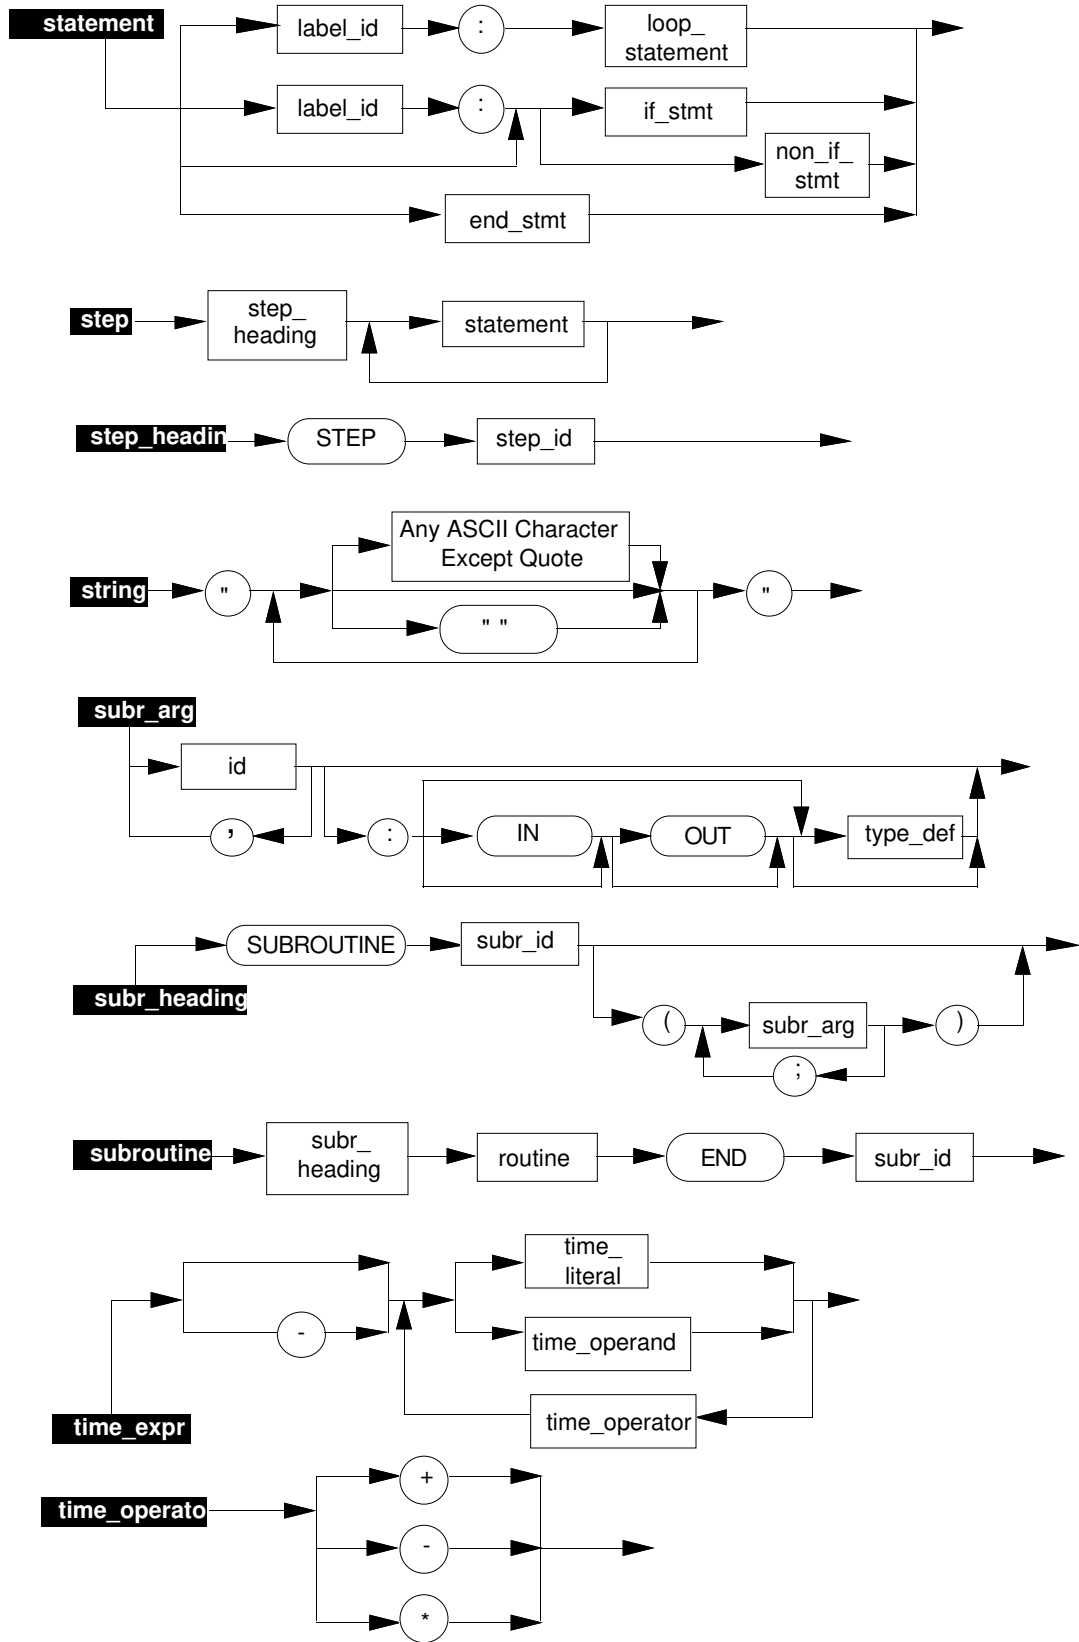 statement
label_id
:
loop_
statement
label_id
:
if_stmt
non_if_
stmt
end_stmt
step
step_
heading
statement
step_headin
STEP
step_id
string
"
Any ASCII Character
Except Quote
" "
"
subr_arg
id
,
:
IN
OUT
type_def
subr_heading
SUBROUTINE
subr_id
(
subr_arg
;
)
subroutine
subr_
heading
routine
END
subr_id
time_expr
-
time_
literal
time_operand
time_operator
time_operato
+
-
*